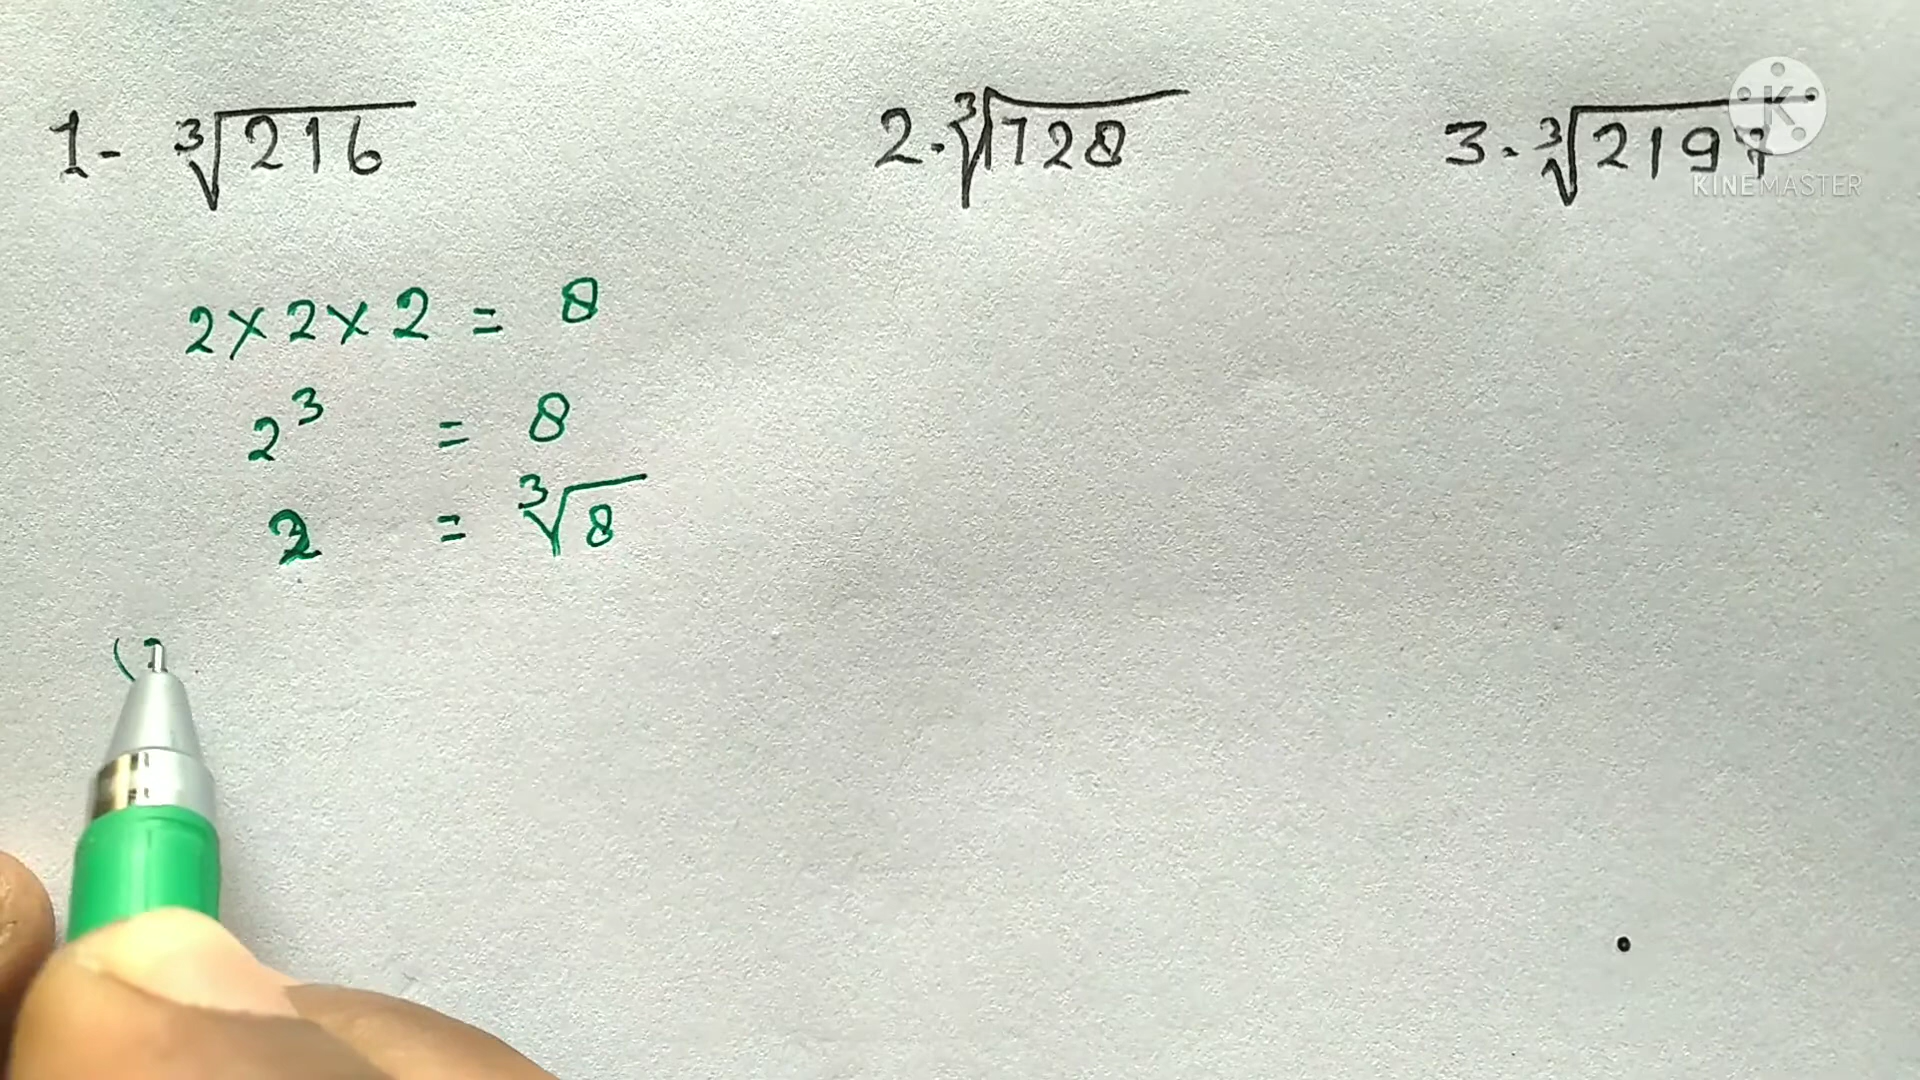 1- ∛216
2. ∛1728
3. ∛2197
KINEMASTER
2 × 2 × 2 = 8
2³ = 8
2 = ∛8
(